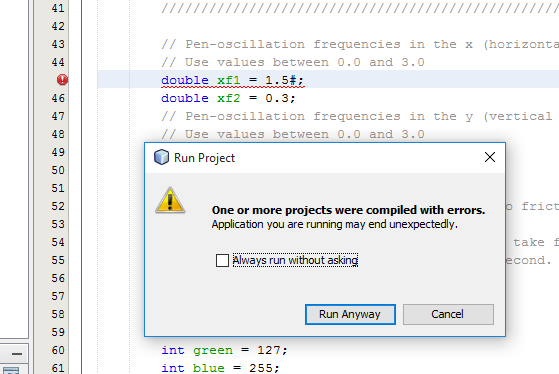 41 ////////////////////////////////////////////////////
42
43 // Pen-oscillation frequencies in the x (horizonta
44 // Use values between 0.0 and 3.0
double xf1 = 1.5#;
46 double xf2 = 0.3;
47 // Pen-oscillation frequencies in the y (vertical
48 // Use values between 0.0 and 3.0
49
50
51
Run Project
One or more projects were compiled with errors.
Application you are running may end unexpectedly.
Always run without asking
Run Anyway
Cancel
52 o frict
53
54 take f
55 econd.
56
57
58
59
60 int green = 127;
61 int blue = 255;